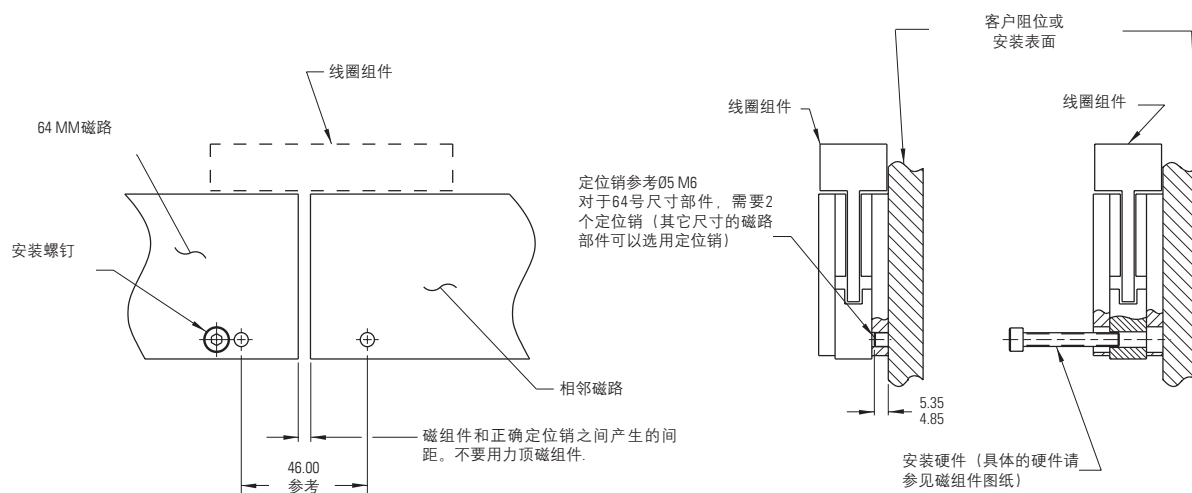 客户阻位或
安装表面
线圈组件
线圈组件
线圈组件
64 MM磁路
定位销参考Ø5 M6
对于64号尺寸部件，需要2
个定位销（其它尺寸的磁路
部件可以选用定位销）
安装螺钉
相邻磁路
5.35
4.85
磁组件和正确定位销之间产生的间
距。不要用力顶磁组件.
46.00
参考
安装硬件（具体的硬件请
参见磁组件图纸）